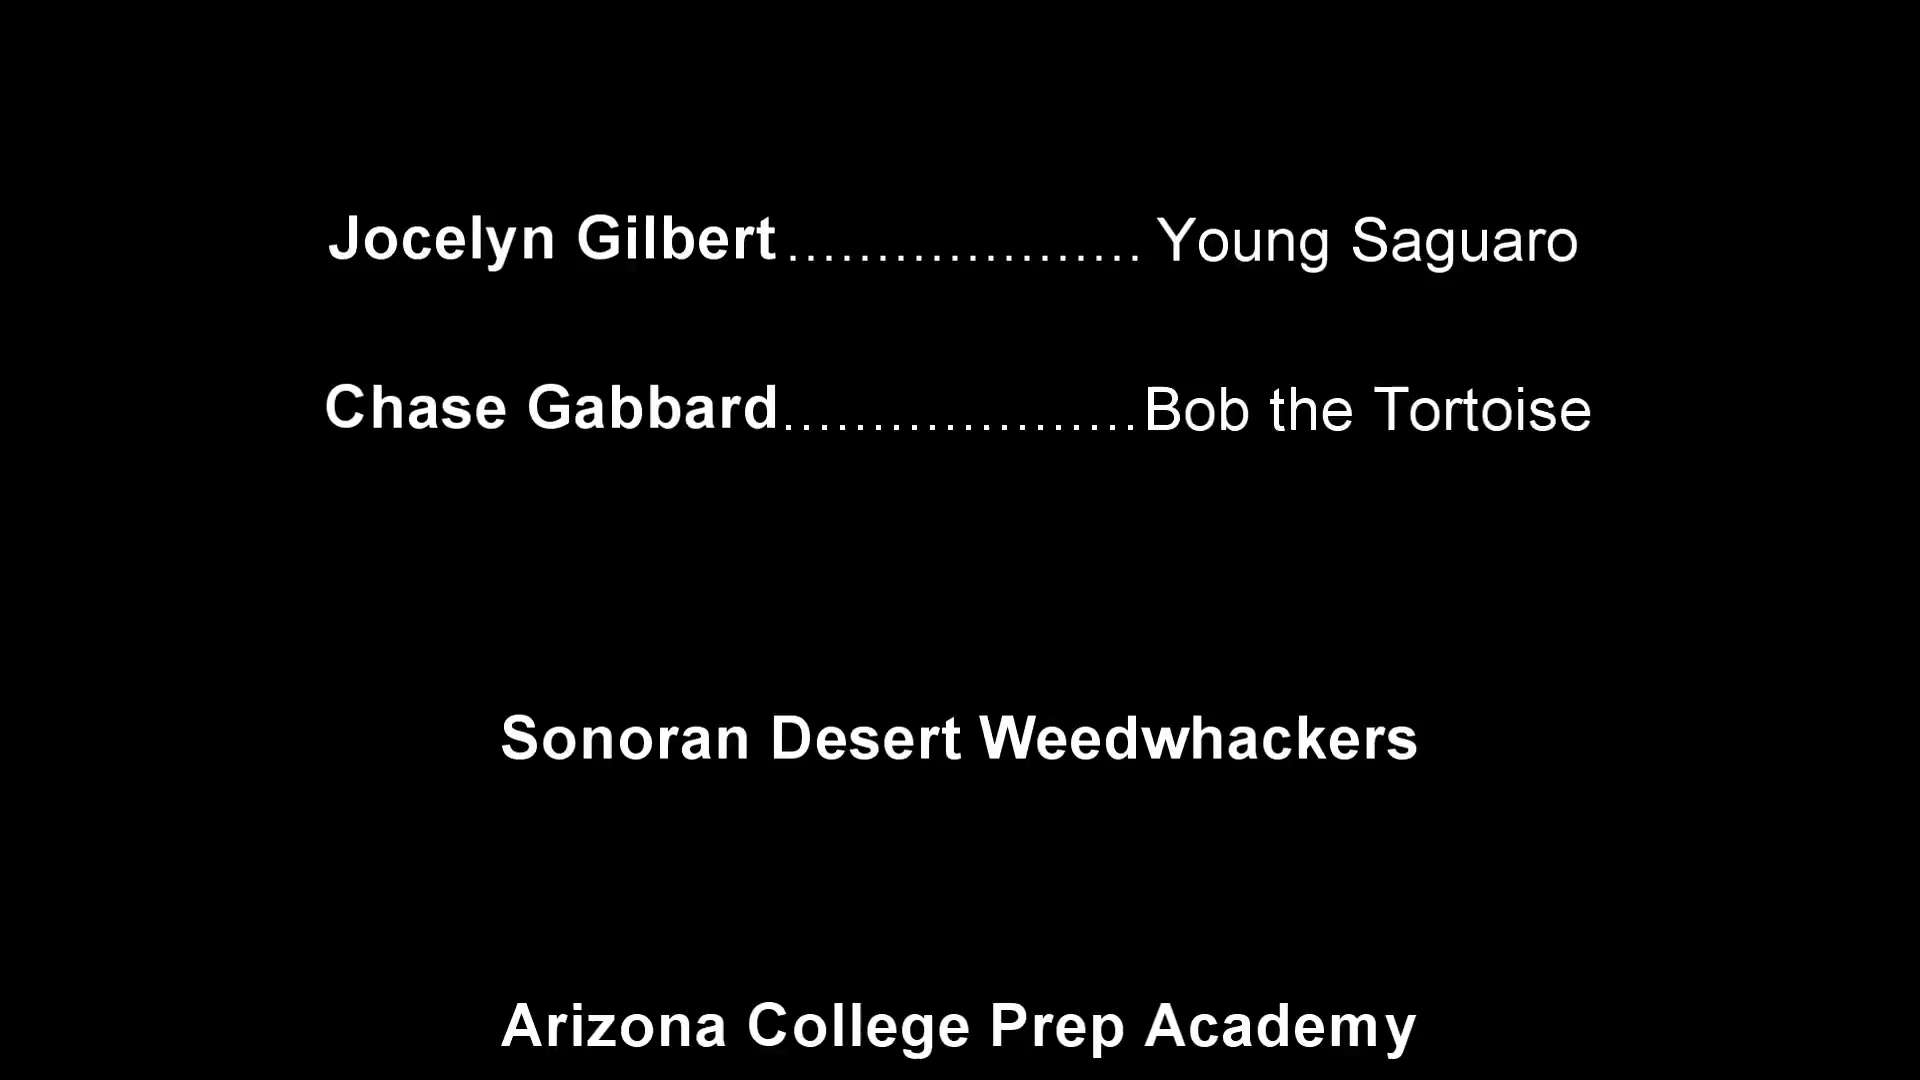 Jocelyn Gilbert.................... Young Saguaro
Chase Gabbard....................Bob the Tortoise
Sonoran Desert Weedwhackers
Arizona College Prep Academy